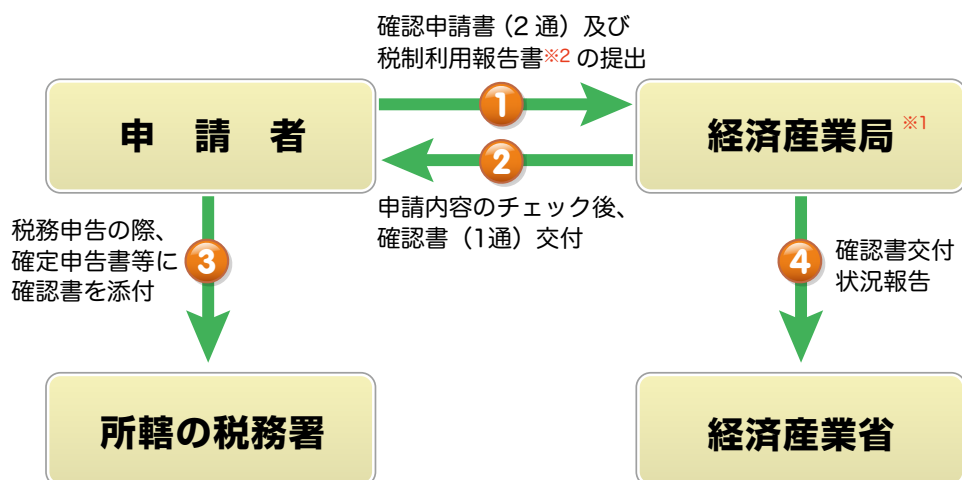 確認申請書（2 通）及び
税制利用報告書※2 の提出
1
申 請 者
経済産業局 ※1
2
申請内容のチェック後、
確認書（1通）交付
税務申告の際、
確定申告書等に
確認書を添付
3
4
確認書交付
状況報告
所轄の税務署
経済産業省